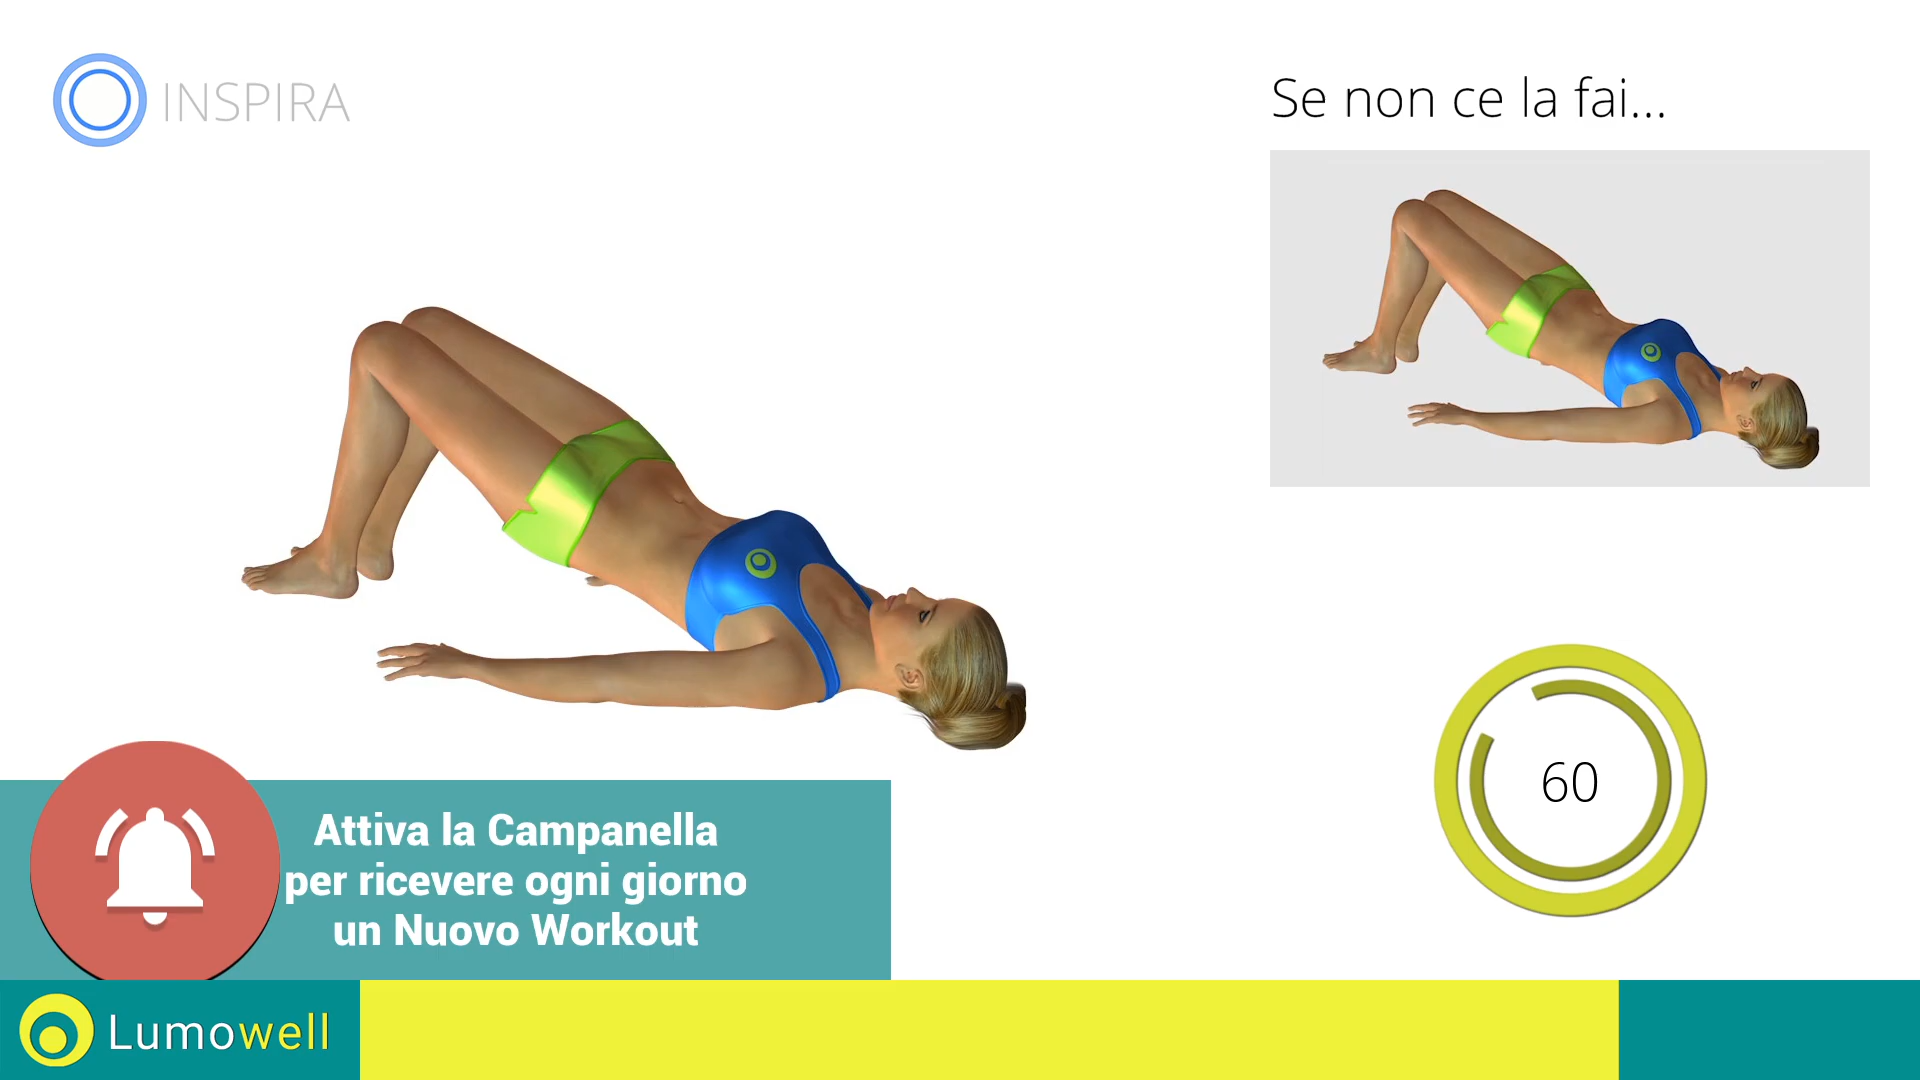 INSPIRA
Se non ce la fai...
60
Attiva la Campanella
per ricevere ogni giorno
un Nuovo Workout
Lumowell